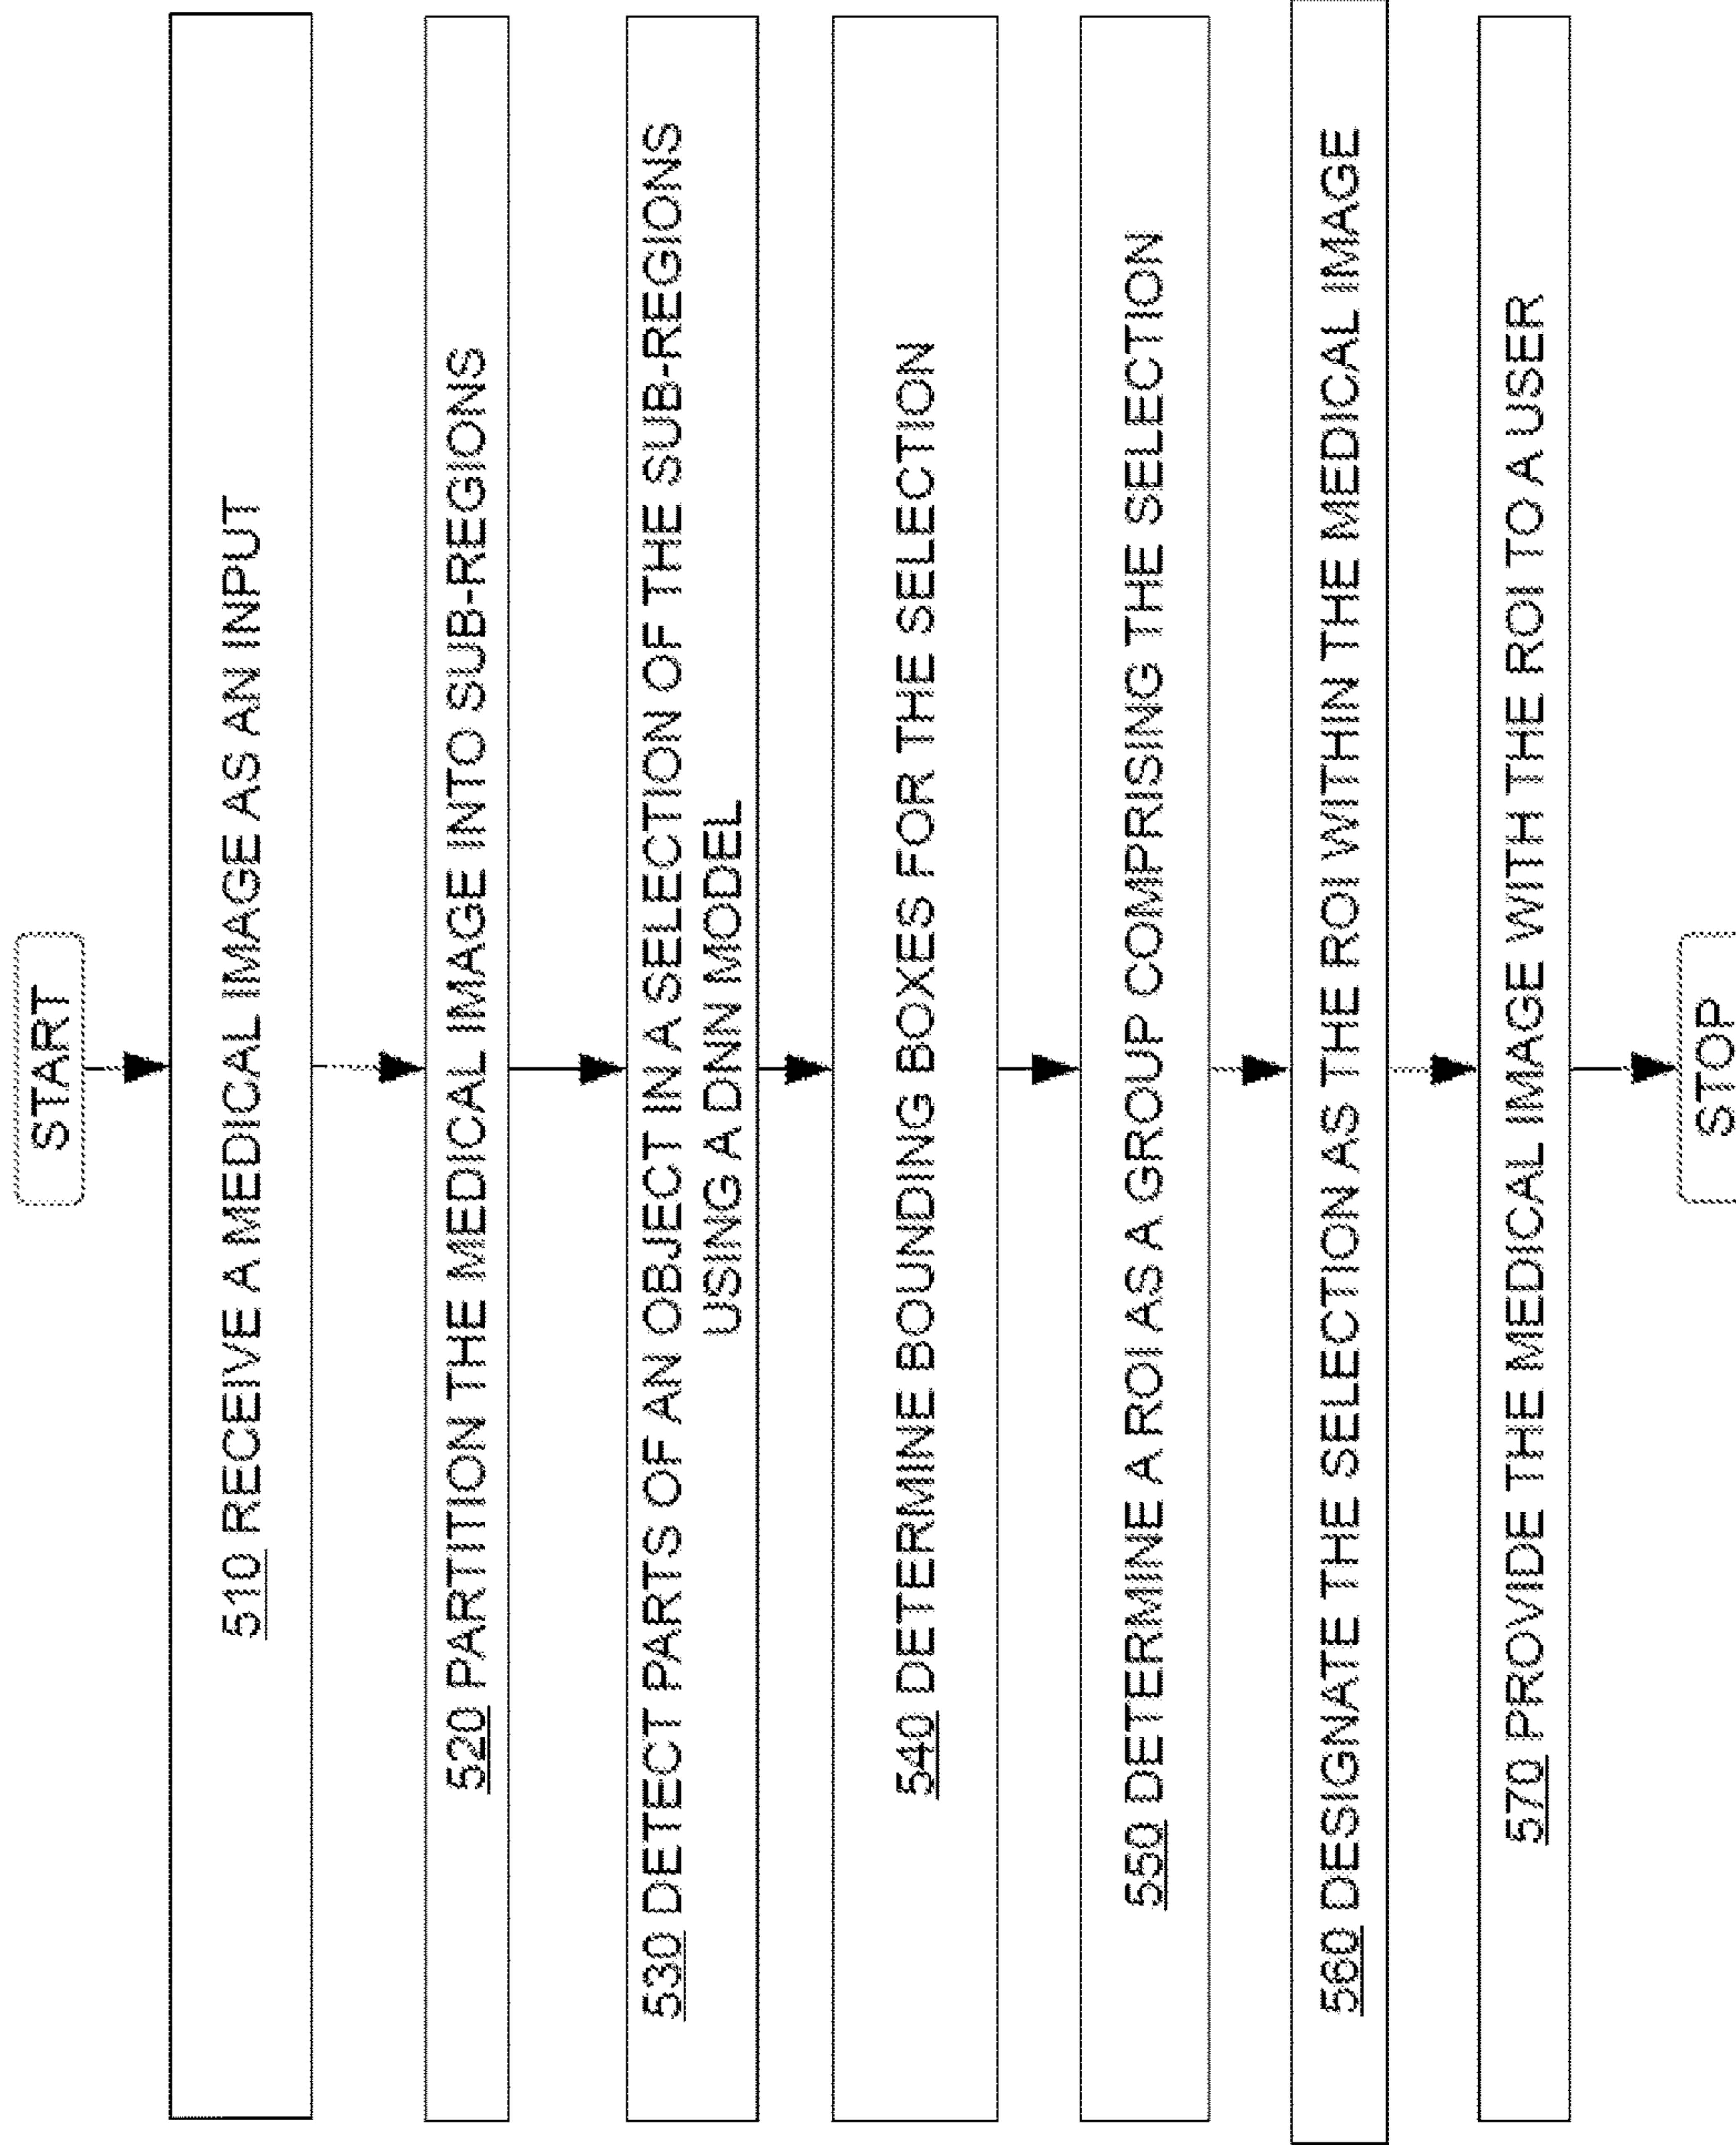 START
510 RECEIVE A MEDICAL IMAGE AS AN INPUT
520 PARTITION THE MEDICAL IMAGE INTO SUB-REGIONS
530 DETECT PARTS OF AN OBJECT IN A SELECTION OF THE SUB-REGIONS
USING A DNN MODEL
540 DETERMINE BOUNDING BOXES FOR THE SELECTION
550 DETERMINE A ROI AS A GROUP COMPRISING THE SELECTION
560 DESIGNATE THE SELECTION AS THE ROI WITHIN THE MEDICAL IMAGE
570 PROVIDE THE MEDICAL IMAGE WITH THE ROI TO A USER
STOP